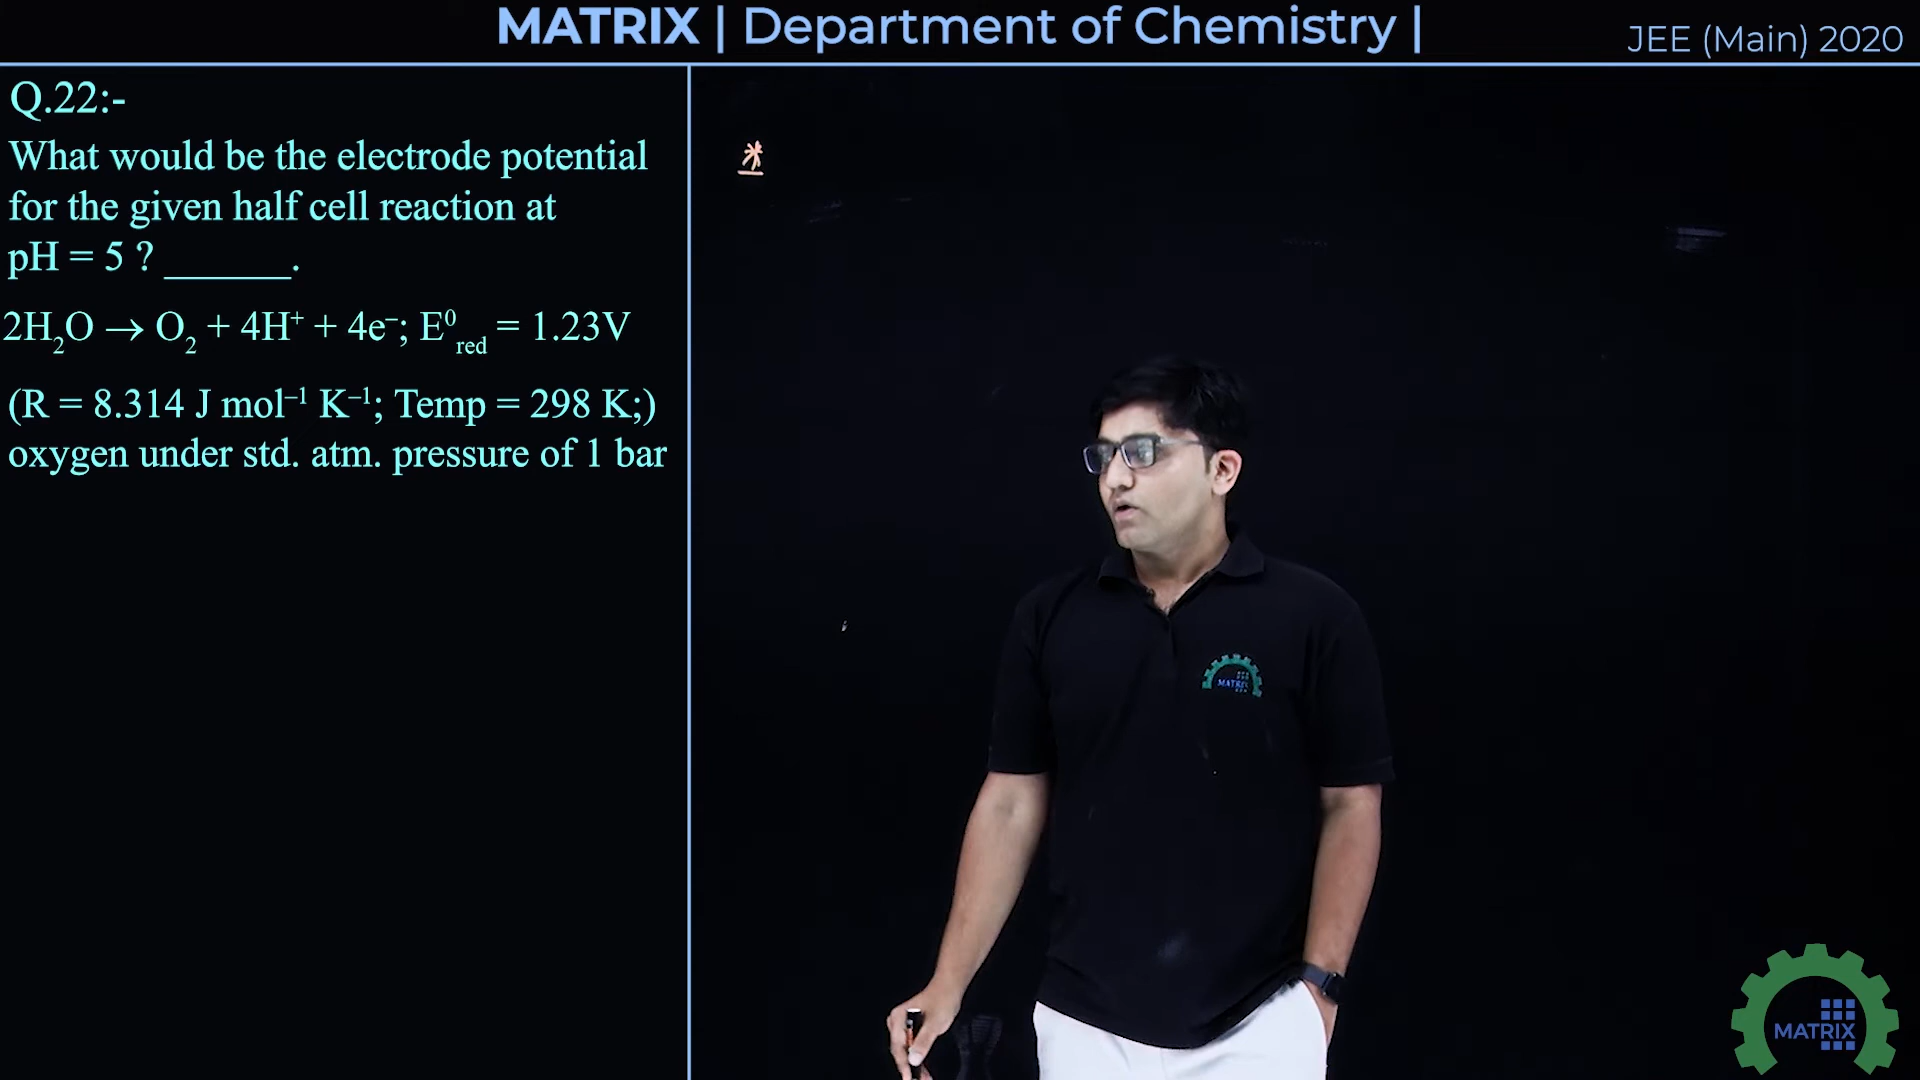 MATRIX | Department of Chemistry |
JEE (Main) 2020
Q.22:-
What would be the electrode potential
for the given half cell reaction at
pH = 5 ? ______.
2H₂O → O₂ + 4H⁺ + 4e⁻; E⁰red = 1.23V
(R = 8.314 J mol⁻¹ K⁻¹; Temp = 298 K;)
oxygen under std. atm. pressure of 1 bar
*
MATRIX
MATRIX